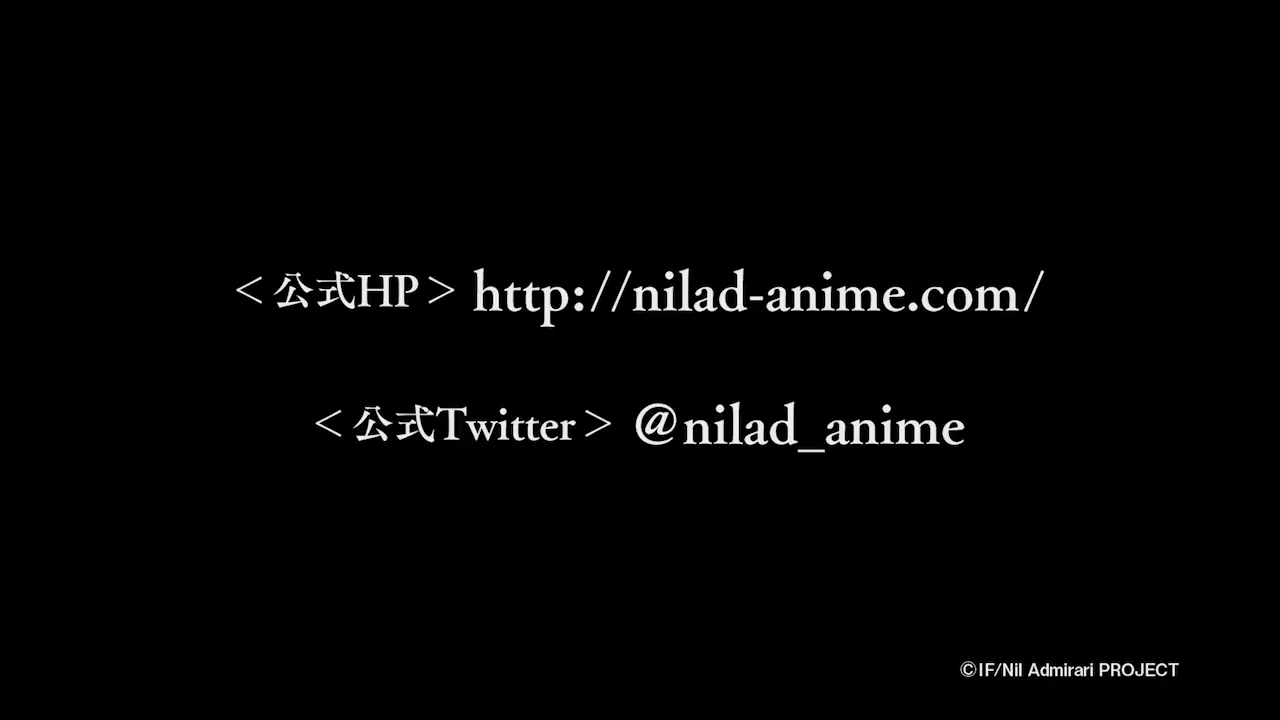 ＜公式HP＞ http://nilad-anime.com/
＜公式Twitter＞ @nilad_anime
©IF/Nil Admirari PROJECT